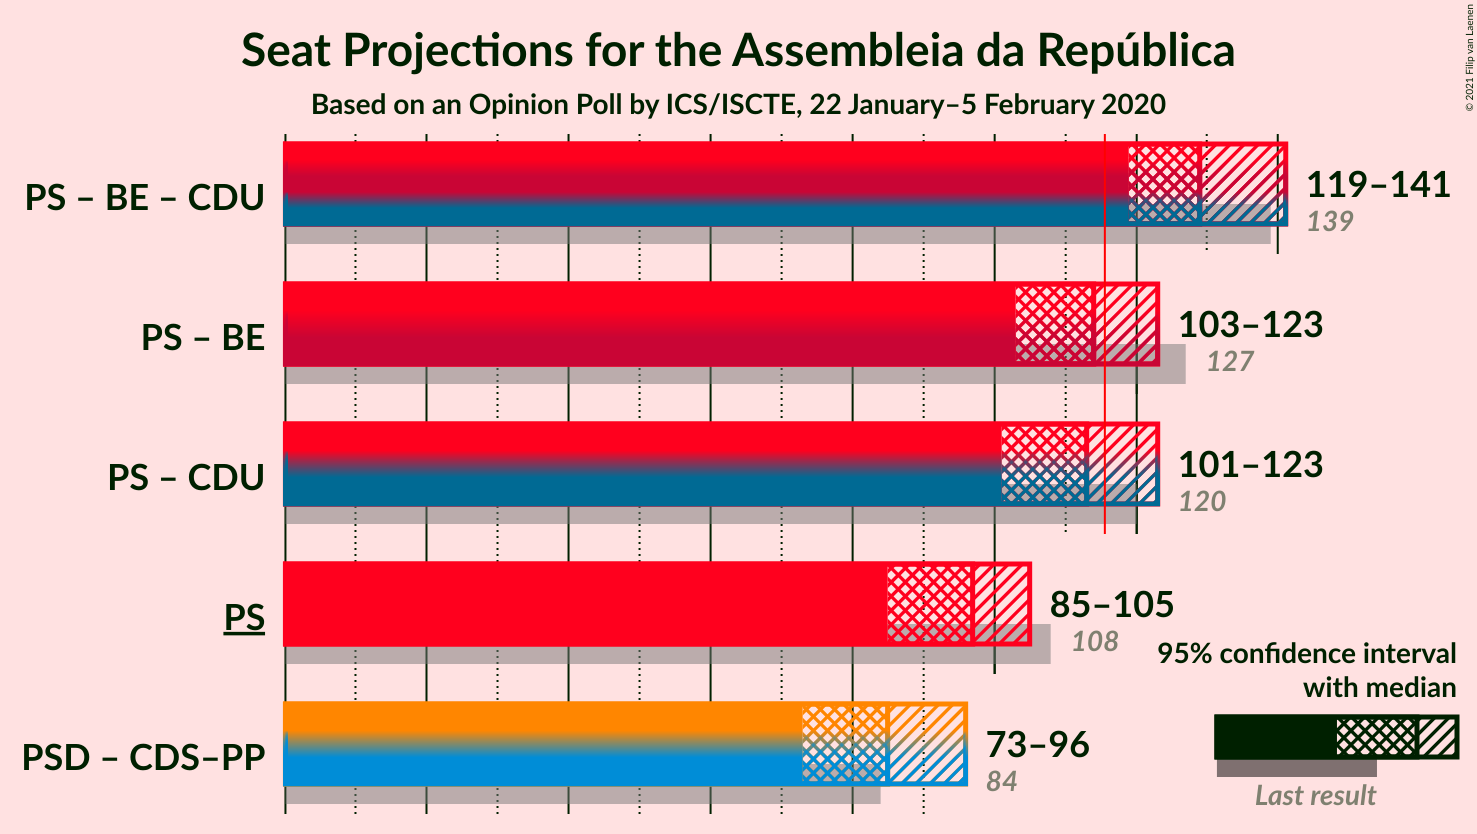 Seat Projections for the Assembleia da República
Based on an Opinion Poll by ICS/ISCTE, 22 January–5 February 2020
© 2021 Filip van Laenen
PS – BE – CDU
119–141
139
PS – BE
103–123
127
PS – CDU
101–123
120
PS
85–105
108
PSD – CDS–PP
73–96
84
95% confidence interval
with median
Last result